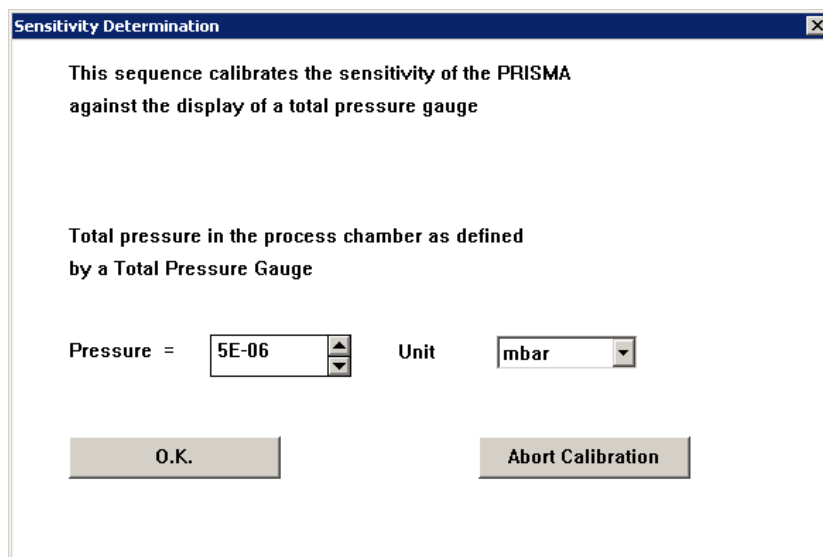 Sensitivity Determination
This sequence calibrates the sensitivity of the PRISMA
against the display of a total pressure gauge
Total pressure in the process chamber as defined
by a Total Pressure Gauge
Pressure = 5E-06 Unit mbar
O.K. Abort Calibration